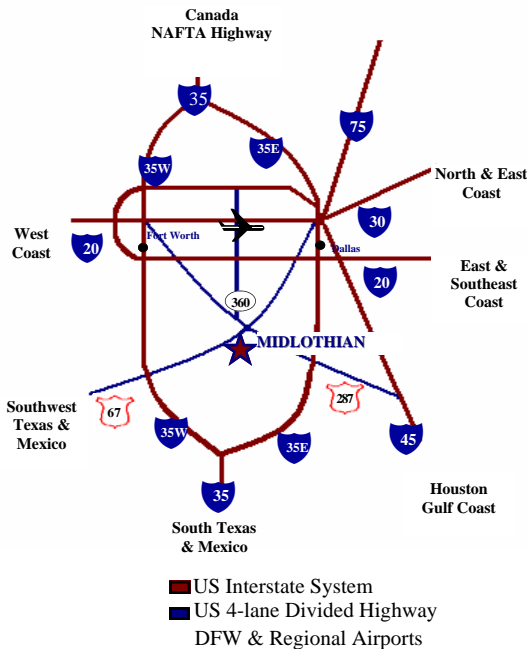 Canada
NAFTA Highway
35
75
35E
35W
North & East
Coast
30
West
Coast
20
Fort Worth
Dallas
East &
Southeast
Coast
20
360
MIDLOTHIAN
Southwest
Texas &
Mexico
67
287
35W
35E
45
35
Houston
Gulf Coast
South Texas
& Mexico
US Interstate System
US 4-lane Divided Highway
DFW & Regional Airports